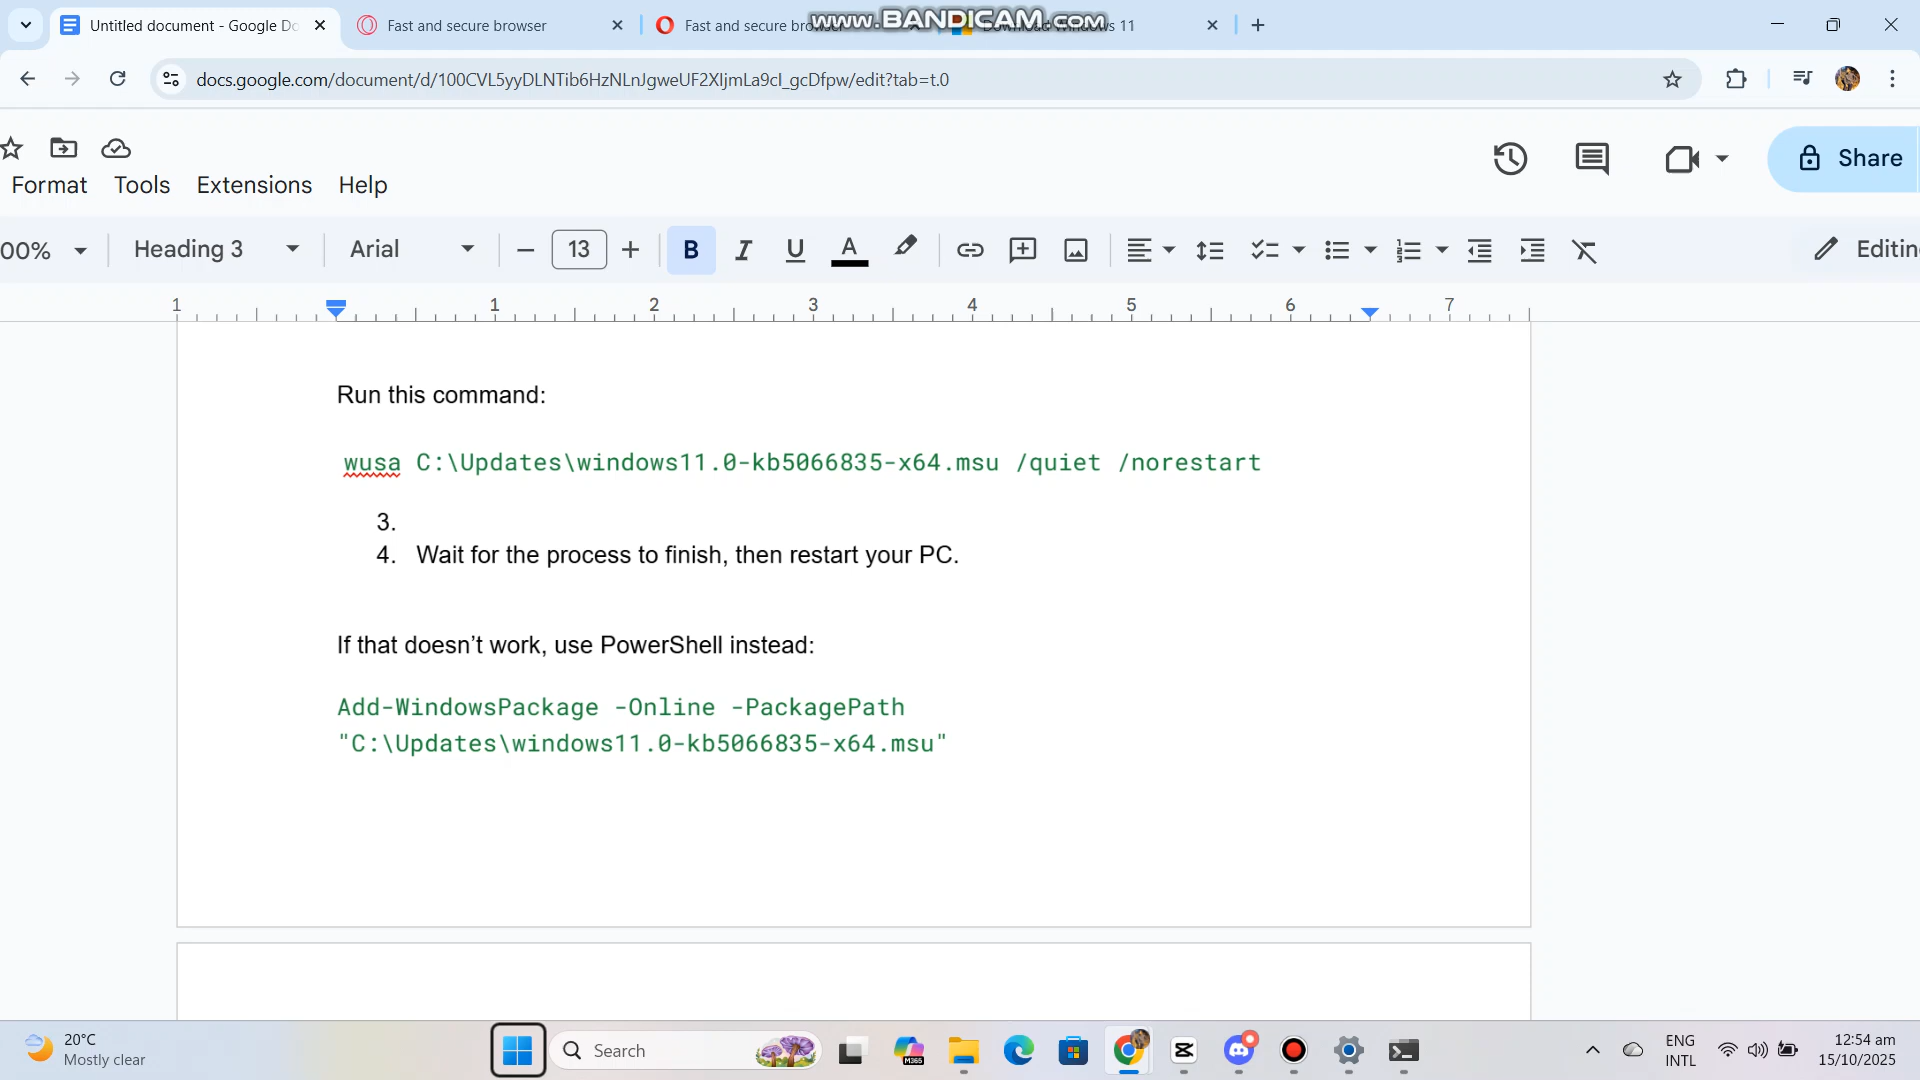 Untitled document - Google Do
Fast and secure browser
Fast and secure browser
Download Windows 11
www.BANDICAM.com
docs.google.com/document/d/100CVL5yyDLNTib6HzNLnJgweUF2XIjmLa9cI_gcDfpw/edit?tab=t.0
Format Tools Extensions Help
Share
00% Heading 3 Arial 13 B I U A Editin
1 1 2 3 4 5 6 7
Run this command:
wusa C:\Updates\windows11.0-kb5066835-x64.msu /quiet /norestart
3.
4. Wait for the process to finish, then restart your PC.
If that doesn’t work, use PowerShell instead:
Add-WindowsPackage -Online -PackagePath
"C:\Updates\windows11.0-kb5066835-x64.msu"
20°C
Mostly clear
Search
M365
ENG
INTL
12:54 am
15/10/2025